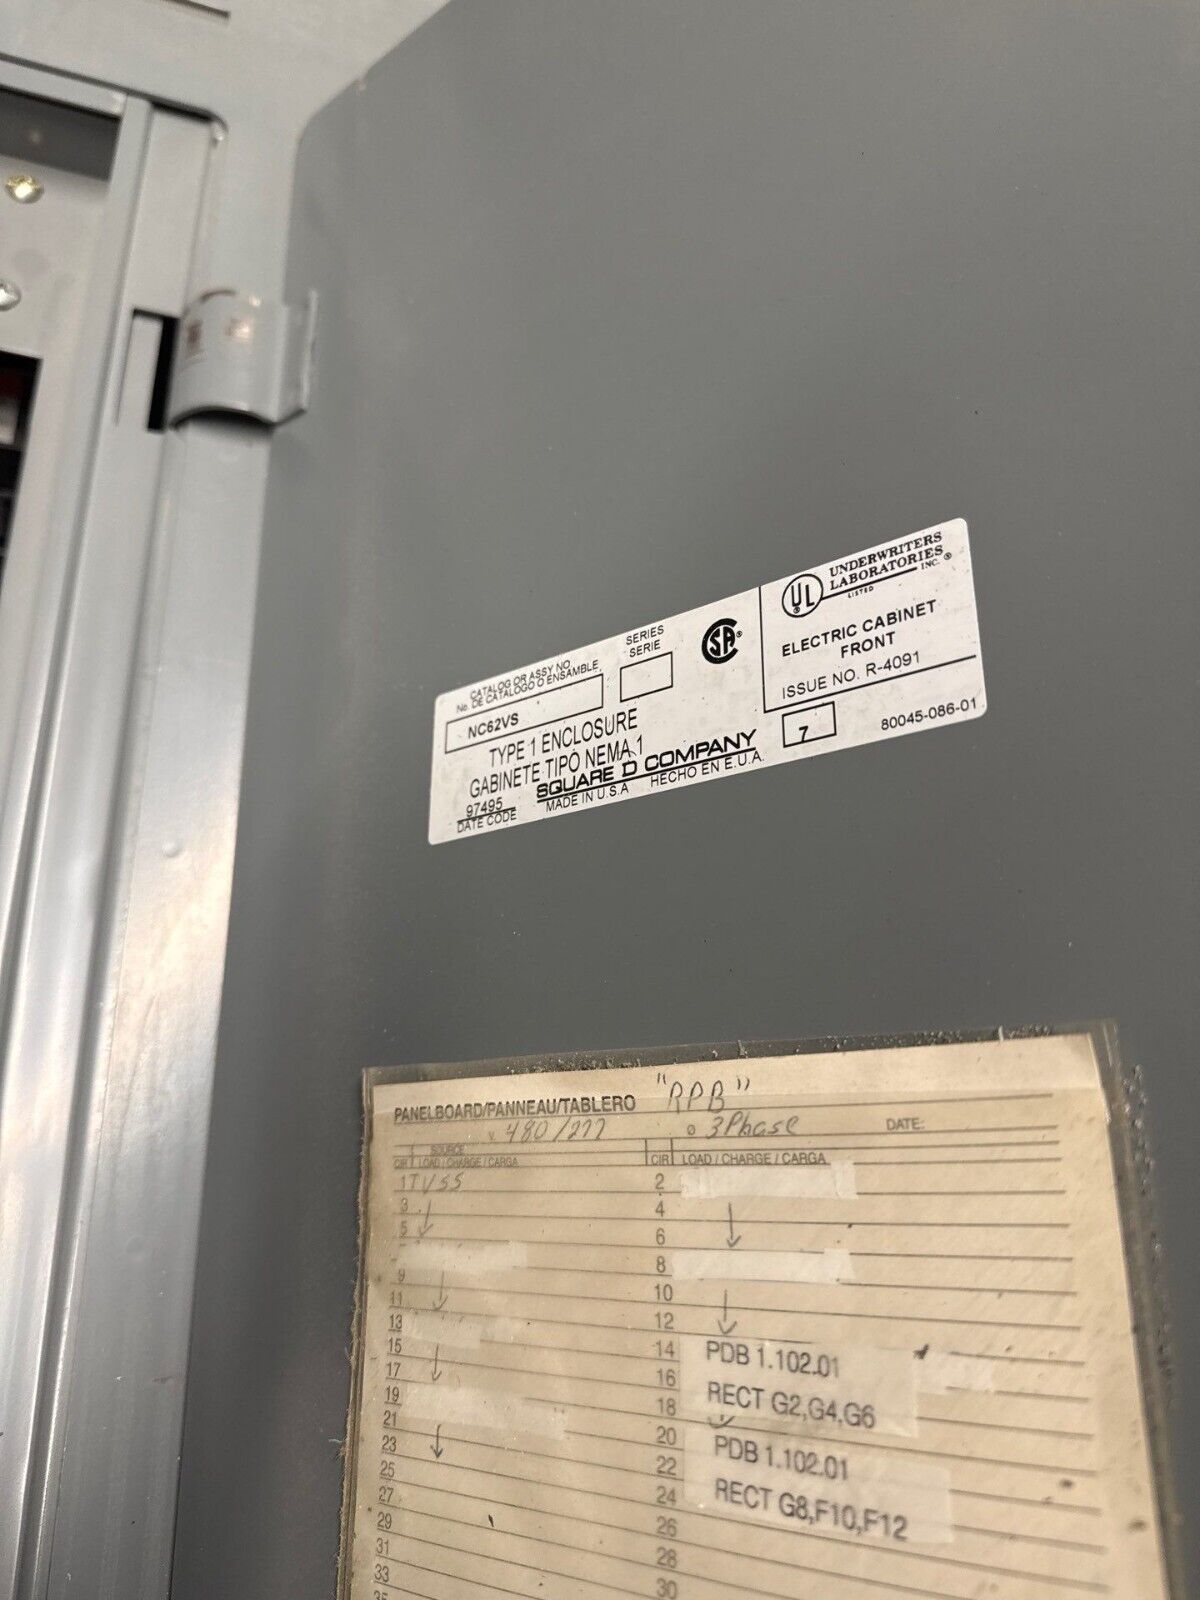 CATALOG OR ASSY NO.
No. DE CATALOGO O ENSAMBLE
NC62VS
SERIES
SERIE
SA®
UL®
UNDERWRITERS
LABORATORIES
INC.®
LISTED
ELECTRIC CABINET
FRONT
ISSUE NO. R-4091
TYPE 1 ENCLOSURE
GABINETE TIPO NEMA 1
97495
DATE CODE
SQUARE D COMPANY
MADE IN U.S.A HECHO EN E.U.A.
7
80045-086-01
PANELBOARD/PANNEAU/TABLERO "RPB"
V 480/277 Ø 3Phase DATE:
SOURCE
CIR LOAD / CHARGE / CARGA CIR LOAD / CHARGE / CARGA
1 TVSS 2
3 4
5 6
8
9 10
11 12
13 14 PDB 1.102.01
15 16 RECT G2,G4,G6
17 18
19 20 PDB 1.102.01
21 22 RECT G8,F10,F12
23 24
25 26
27 28
29 30
31
33
35